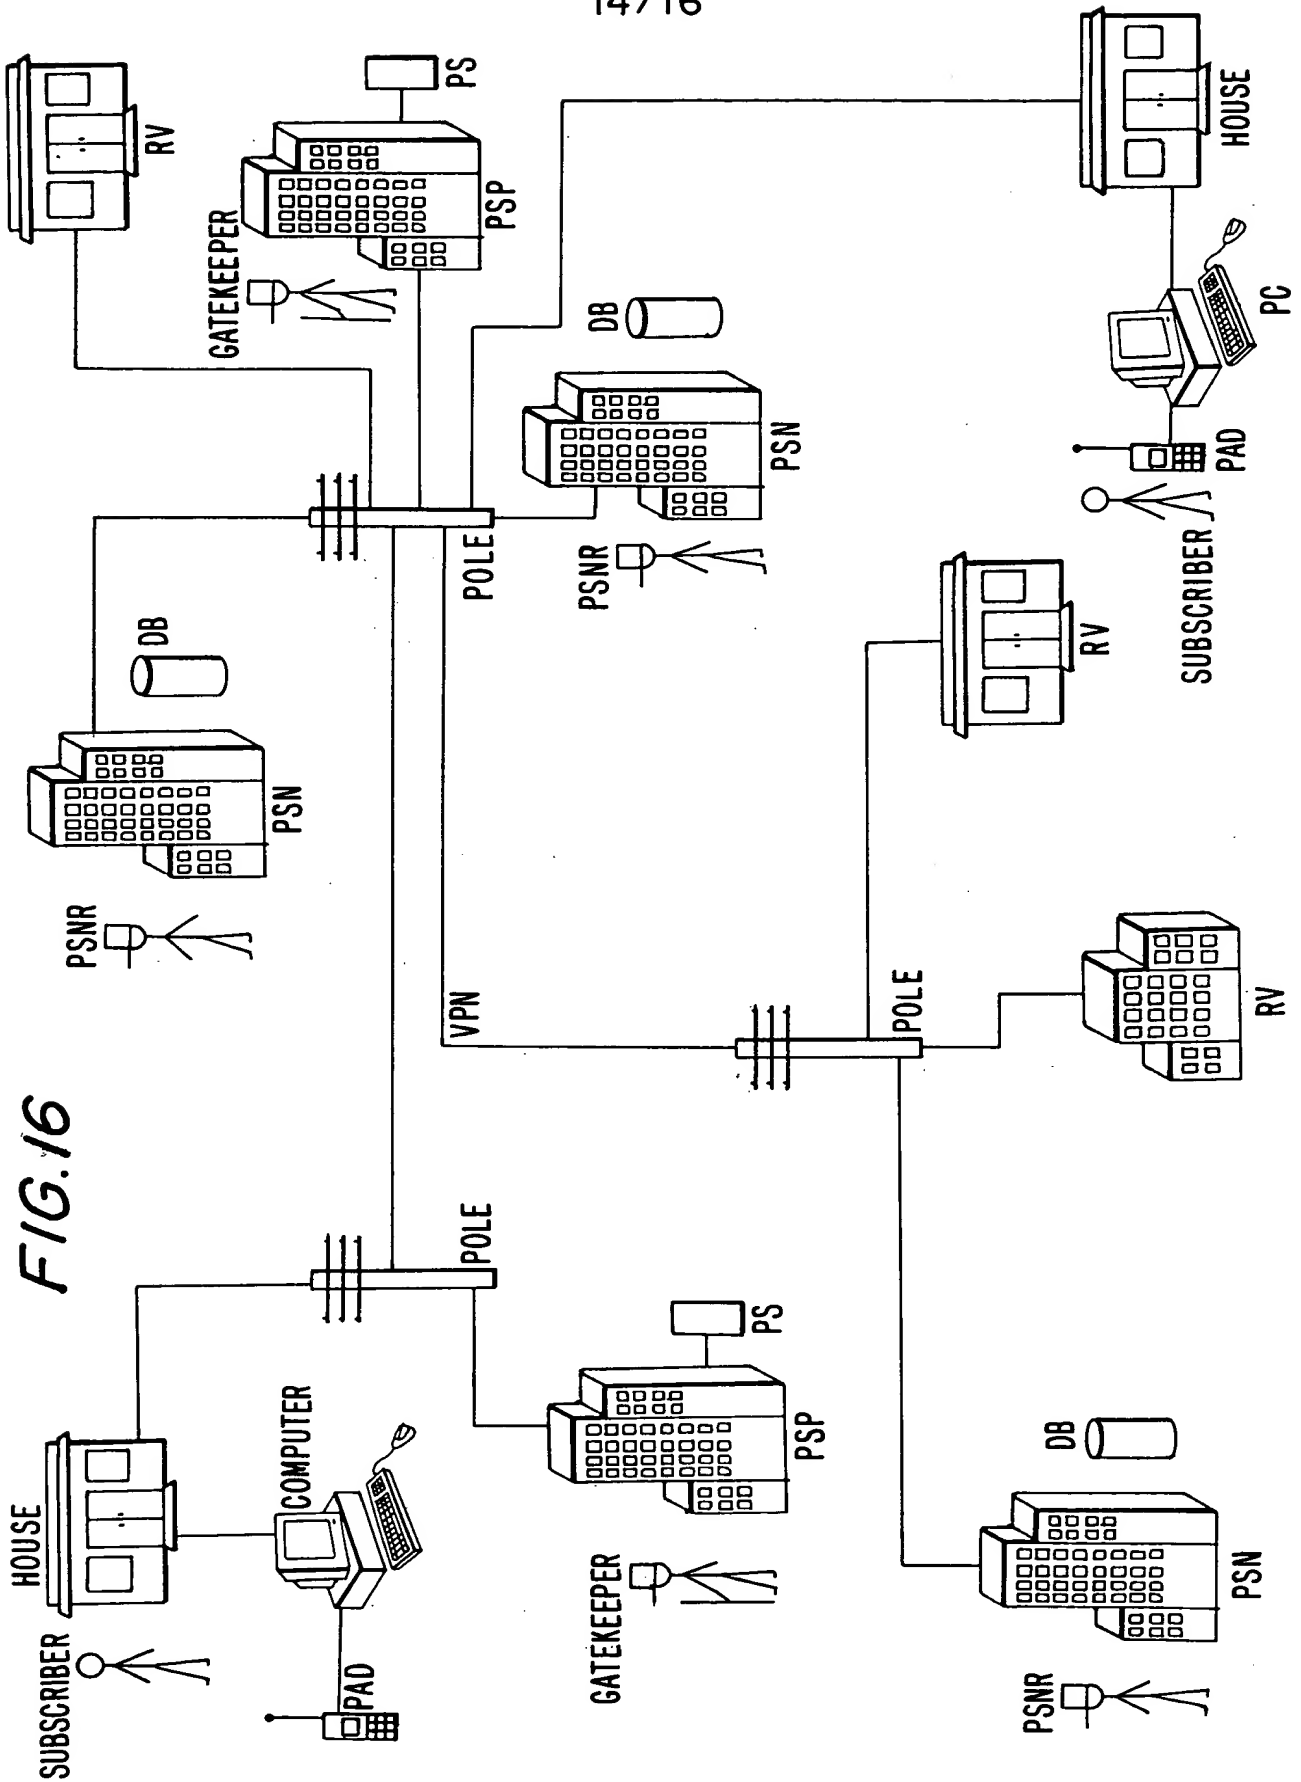 14/16
FIG.16
HOUSE
SUBSCRIBER
PSNR
DB
RV
GATEKEEPER
COMPUTER
PSN
PAD
PS
POLE
VPN
POLE
PSP
GATEKEEPER
PSNR
DB
PS
PSP
PSN
POLE
PSNR
DB
RV
SUBSCRIBER
PAD
HOUSE
PSN
RV
PC